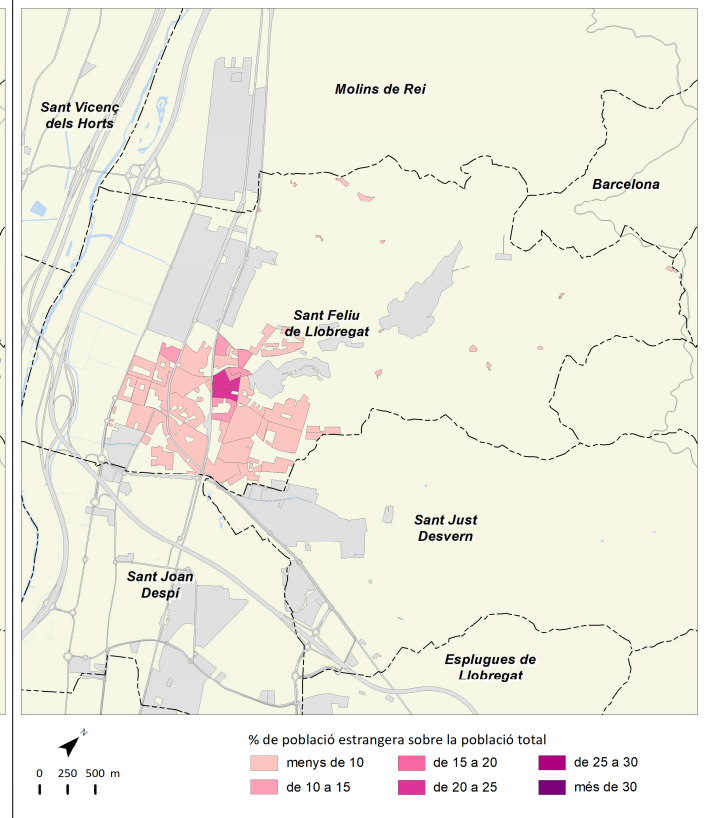 Molins de Rei
Sant Vicenç
dels Horts
Barcelona
Sant Feliu
de Llobregat
Sant Just
Desvern
Sant Joan
Despí
Esplugues de
Llobregat
N
% de població estrangera sobre la població total
0 250 500 m
menys de 10
de 15 a 20
de 25 a 30
de 10 a 15
de 20 a 25
més de 30